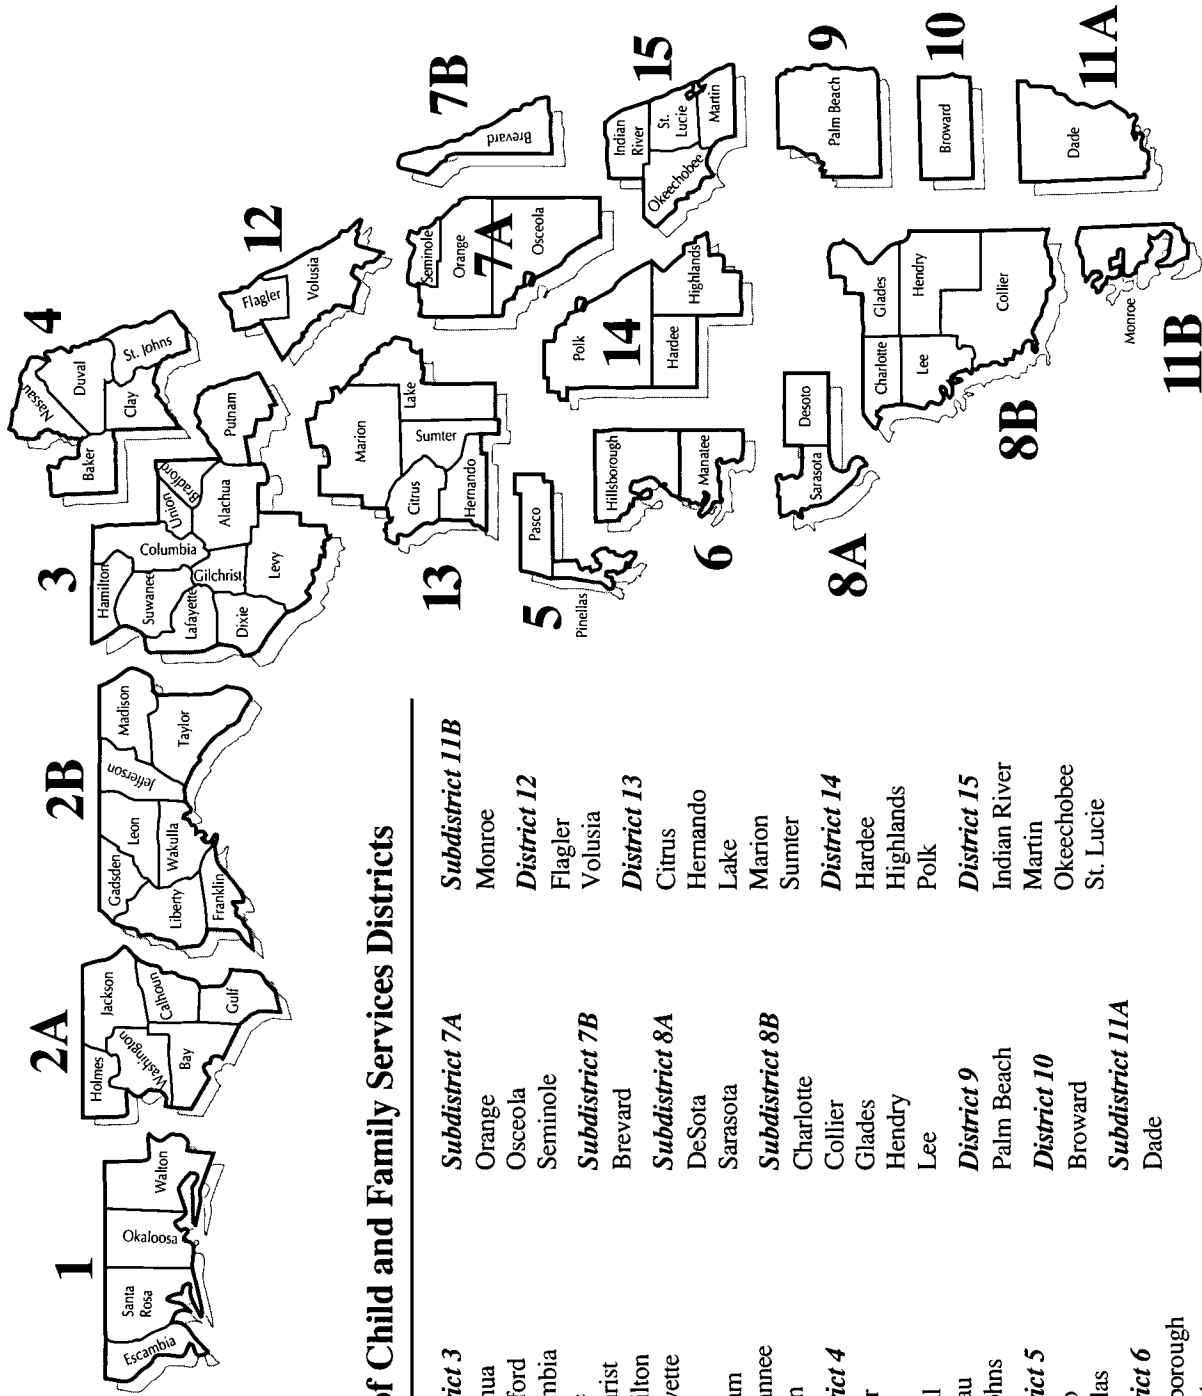 1
Escambia
Santa
Rosa
Okaloosa
Walton
2A
Holmes
Jackson
Washington
Calhoun
Bay
Gulf
2B
Gadsden
Leon
Jefferson
Madison
Liberty
Wakulla
Taylor
Franklin
3
Hamilton
Suwanee
Columbia
Lafayette
Gilchrist
Dixie
Levy
Union
Bradford
Alachua
Putnam
4
Nassau
Baker
Duval
Clay
St. Johns
12
Flagler
Volusia
13
Marion
Citrus
Sumter
Lake
Hernando
7A
Seminole
Orange
Osceola
7B
Brevard
5
Pasco
Pinellas
6
Hillsborough
Manatee
14
Polk
Hardee
Highlands
15
Indian
River
Okeechobee
St.
Lucie
Martin
8A
Sarasota
Desoto
9
Palm Beach
8B
Charlotte
Glades
Lee
Hendry
Collier
10
Broward
11A
Dade
11B
Monroe
of Child and Family Services Districts
rict 3
hua
ford
mbia
rist
ilton
yette
am
annee
n
rict 4
r
l
au
ohns
rict 5
o
las
rict 6
borough
Subdistrict 7A
Orange
Osceola
Seminole
Subdistrict 7B
Brevard
Subdistrict 8A
DeSota
Sarasota
Subdistrict 8B
Charlotte
Collier
Glades
Hendry
Lee
District 9
Palm Beach
District 10
Broward
Subdistrict 11A
Dade
Subdistrict 11B
Monroe
District 12
Flagler
Volusia
District 13
Citrus
Hernando
Lake
Marion
Sumter
District 14
Hardee
Highlands
Polk
District 15
Indian River
Martin
Okeechobee
St. Lucie